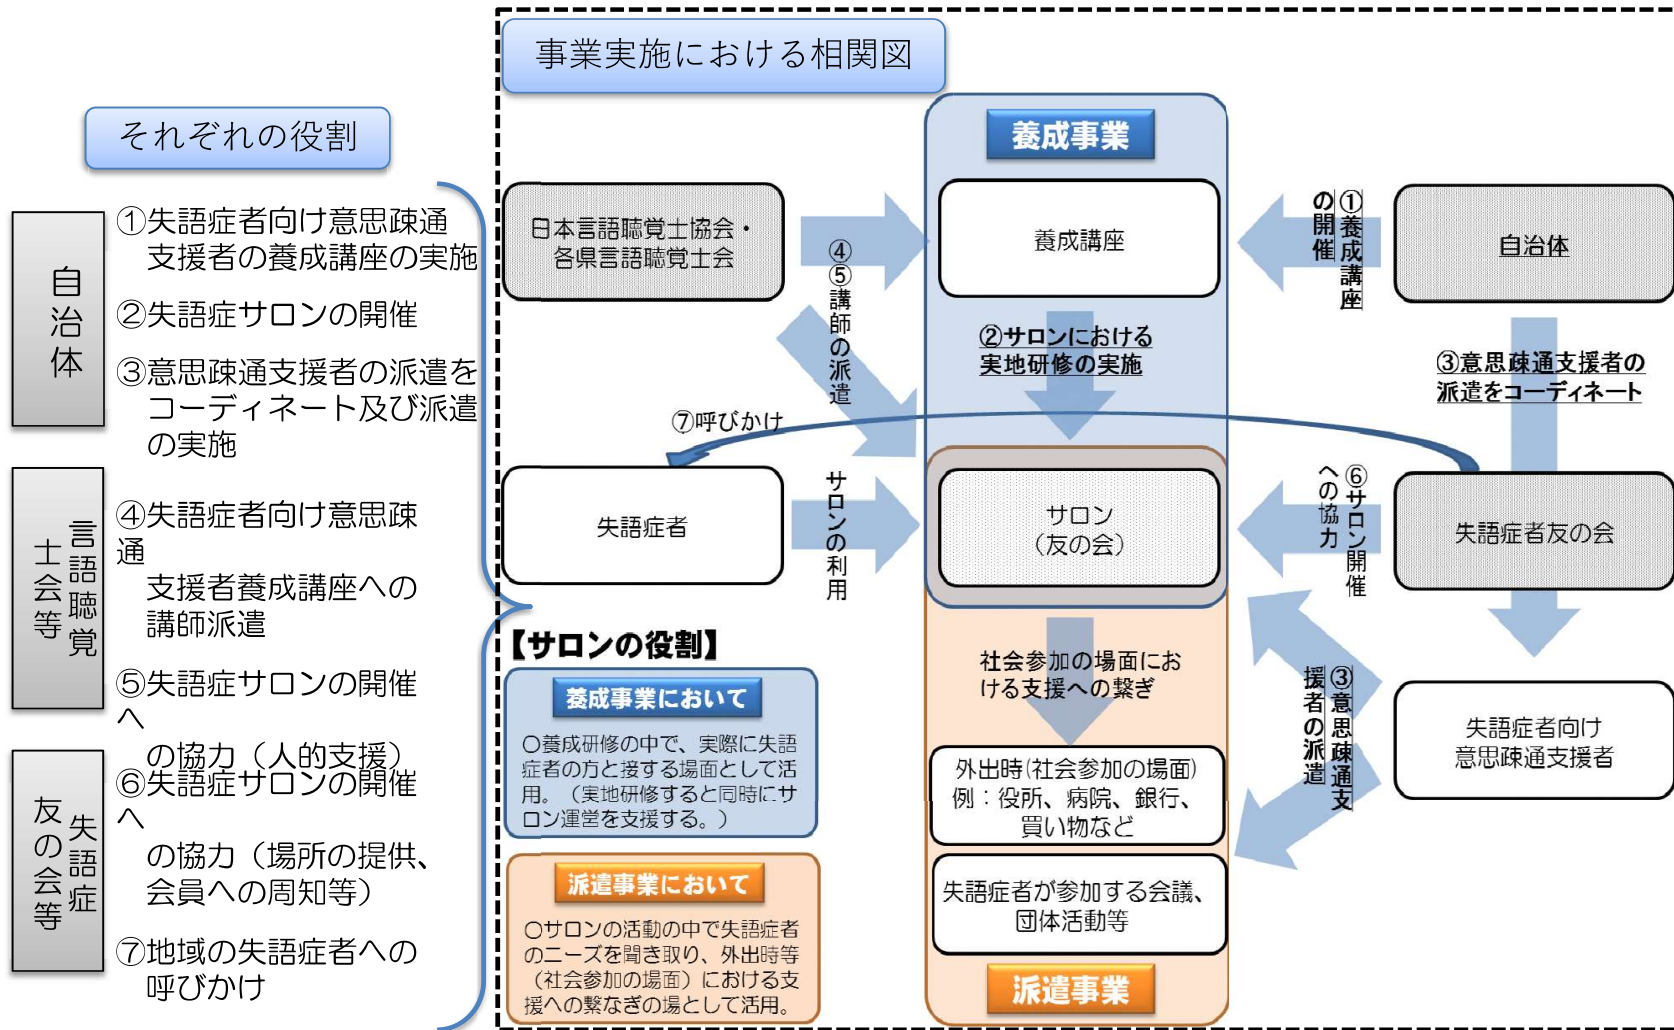 事業実施における相関図
それぞれの役割
自治体
①失語症者向け意思疎通
支援者の養成講座の実施
②失語症サロンの開催
③意思疎通支援者の派遣を
コーディネート及び派遣
の実施
言語聴覚
士会等
④失語症者向け意思疎
通
支援者養成講座への
講師派遣
⑤失語症サロンの開催
へ
の協力（人的支援）
失語症
友の会等
⑥失語症サロンの開催
へ
の協力（場所の提供、
会員への周知等）
⑦地域の失語症者への
呼びかけ
養成事業
日本言語聴覚士協会・
各県言語聴覚士会
④⑤講師の派遣
養成講座
①養成講座
の開催
自治体
②サロンにおける
実地研修の実施
③意思疎通支援者の
派遣をコーディネート
⑦呼びかけ
失語症者
サロンの利用
サロン
（友の会）
⑥サロン開催
への協力
失語症者友の会
社会参加の場面にお
ける支援への繋ぎ
③意思疎通支
援者の派遣
失語症者向け
意思疎通支援者
外出時(社会参加の場面)
例：役所、病院、銀行、
買い物など
失語症者が参加する会議、
団体活動等
派遣事業
【サロンの役割】
養成事業において
○養成研修の中で、実際に失語
症者の方と接する場面として活
用。（実地研修すると同時にサ
ロン運営を支援する。）
派遣事業において
○サロンの活動の中で失語症者
のニーズを聞き取り、外出時等
（社会参加の場面）における支
援への繋なぎの場として活用。